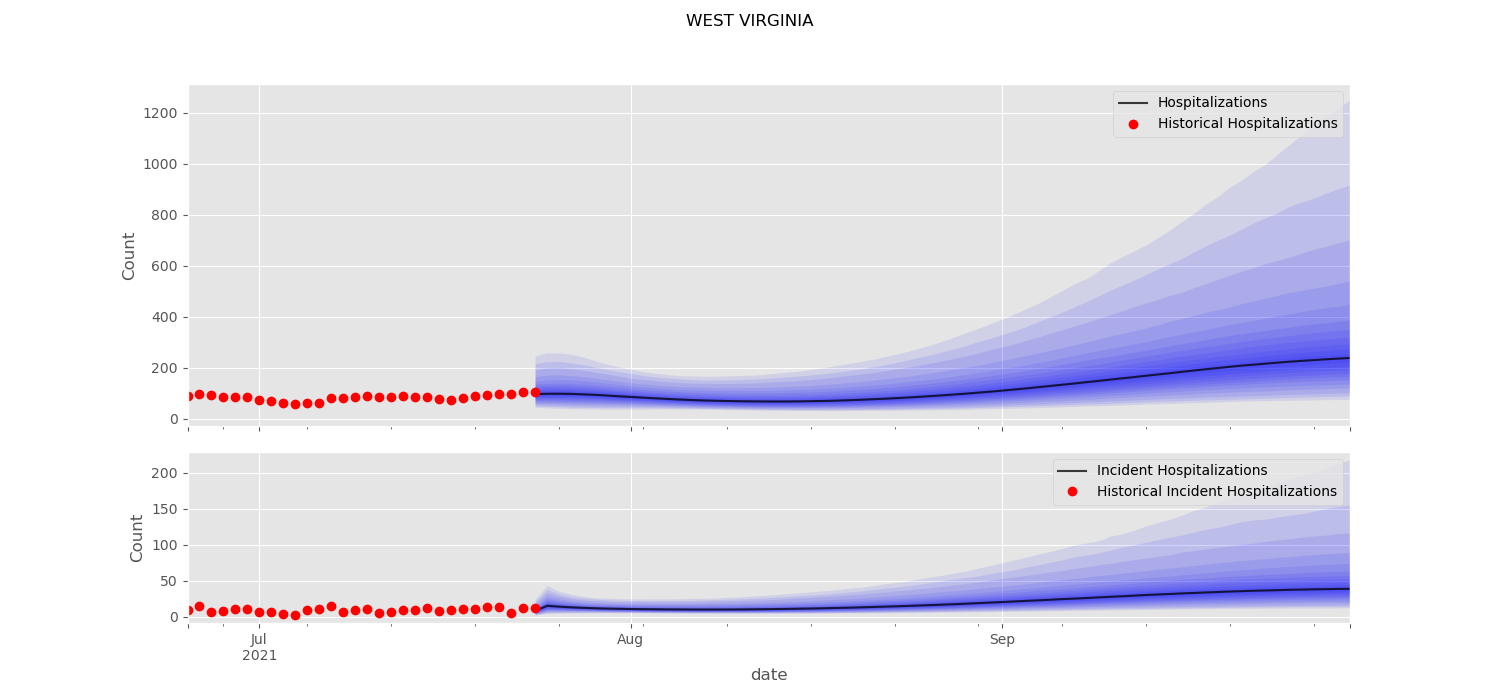 WEST VIRGINIA
1200
1000
800
600
400
200
0
Count
Hospitalizations
Historical Hospitalizations
200
150
100
50
0
Count
Incident Hospitalizations
Historical Incident Hospitalizations
Jul
2021
Aug
Sep
date